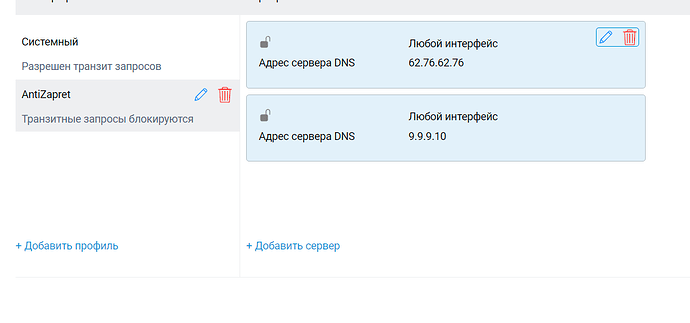 Системный
Разрешен транзит запросов
AntiZapret
Транзитные запросы блокируются
+ Добавить профиль
Любой интерфейс
Адрес сервера DNS 62.76.62.76
Любой интерфейс
Адрес сервера DNS 9.9.9.10
+ Добавить сервер